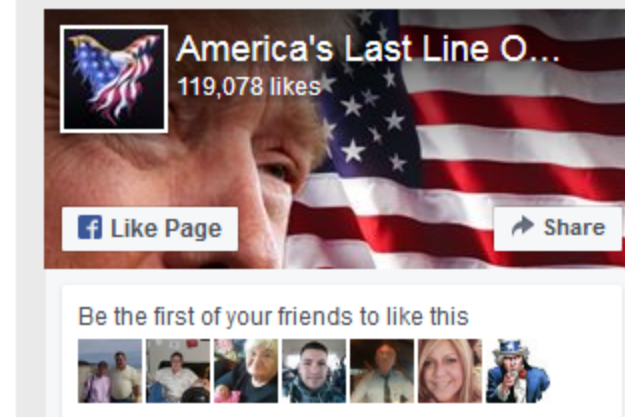 America's Last Line O...
119,078 likes
Like Page
Share
Be the first of your friends to like this